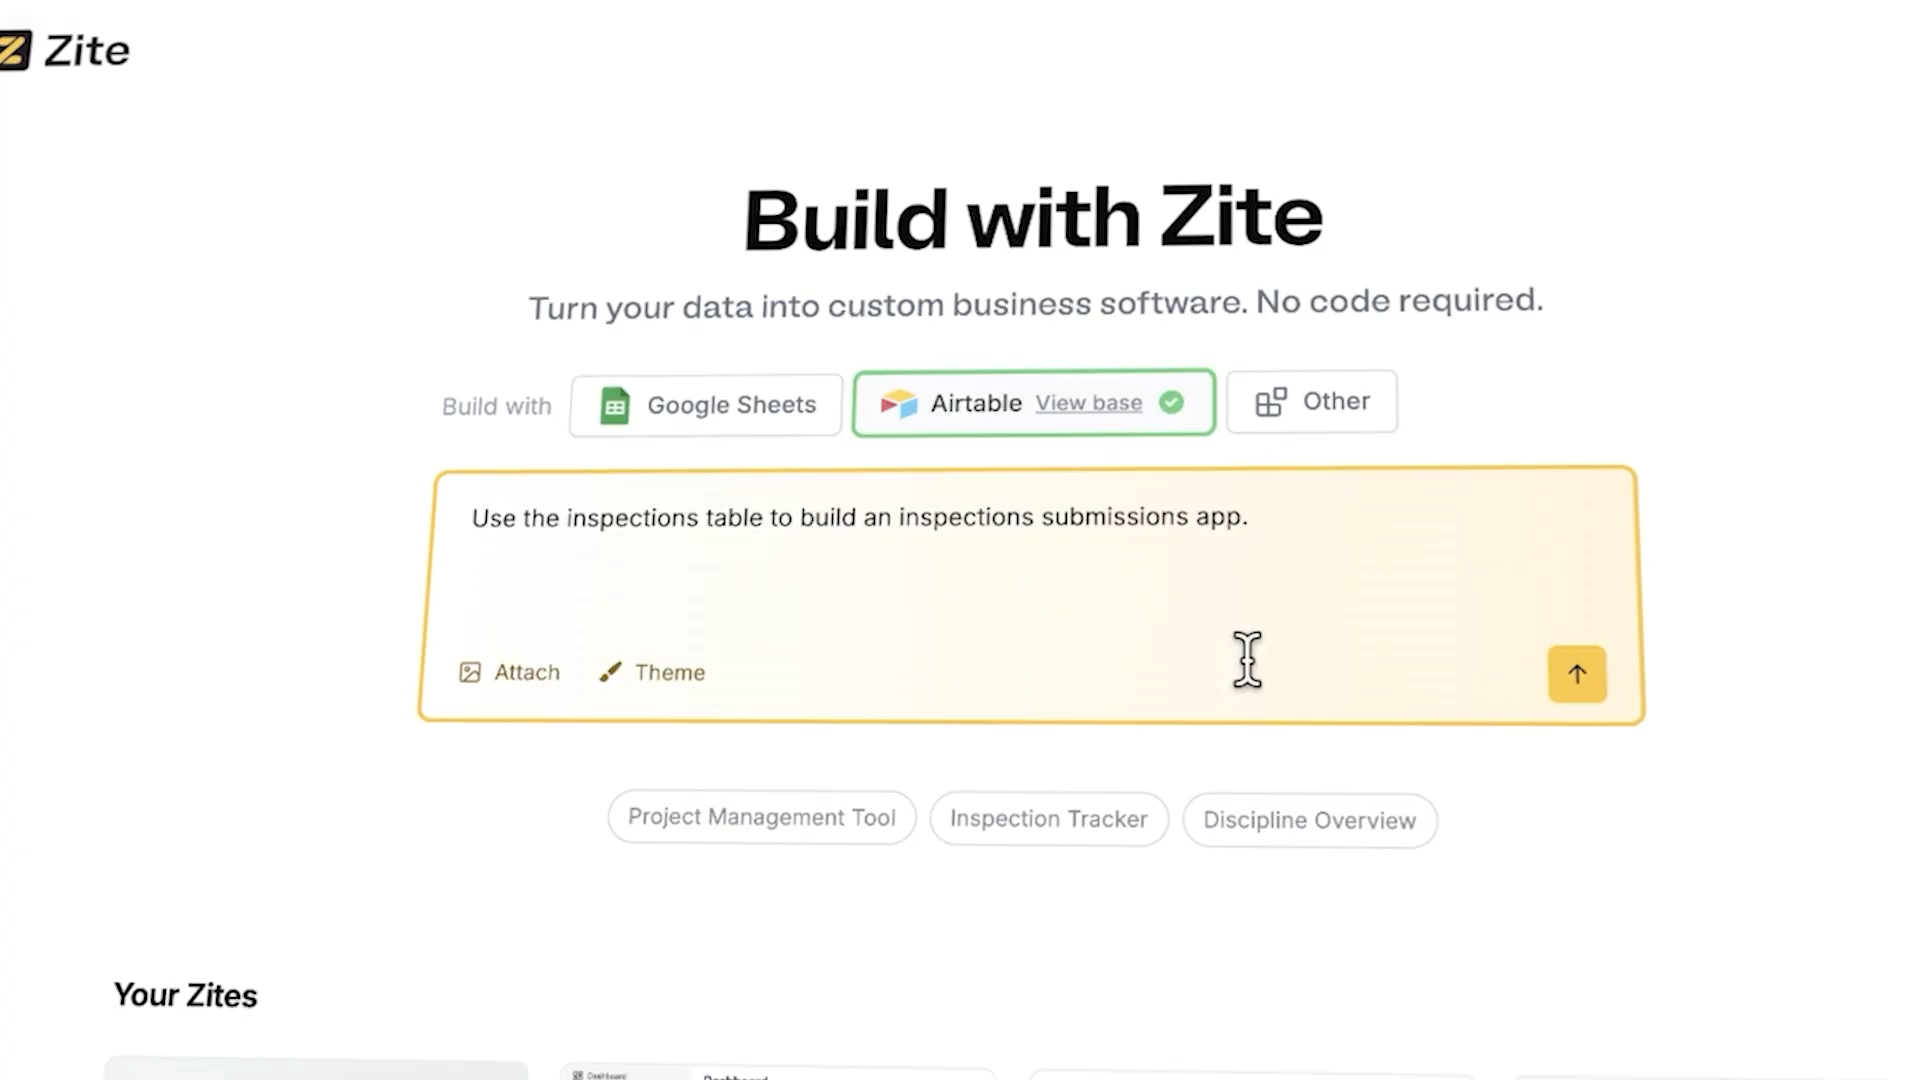 Zite
Build with Zite
Turn your data into custom business software. No code required.
Build with
Google Sheets
Airtable View base
Other
Use the inspections table to build an inspections submissions app.
Attach
Theme
Project Management Tool
Inspection Tracker
Discipline Overview
Your Zites
Dashboard
Dashboard